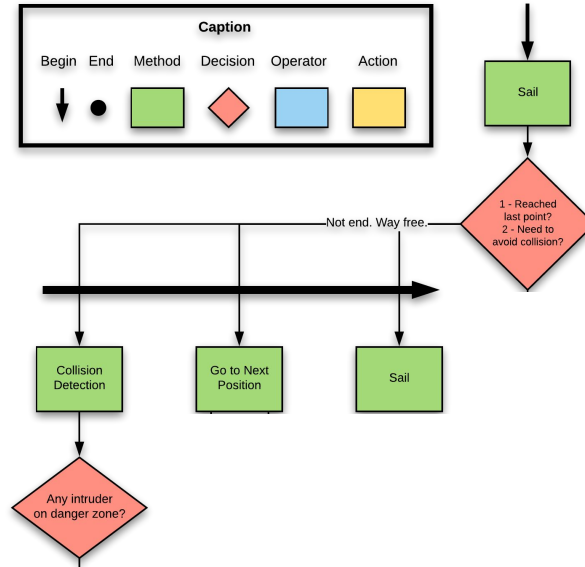 Caption
Begin End Method Decision Operator Action
Sail
1 - Reached
last point?
2 - Need to
avoid collision?
Not end. Way free.
Collision
Detection
Go to Next
Position
Sail
Any intruder
on danger zone?